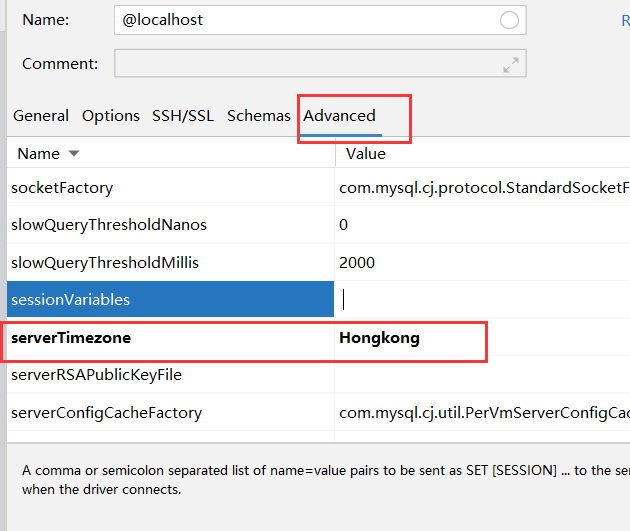 Name: @localhost R
Comment:
General Options SSH/SSL Schemas Advanced
Name Value
socketFactory com.mysql.cj.protocol.StandardSocketF
slowQueryThresholdNanos 0
slowQueryThresholdMillis 2000
sessionVariables
serverTimezone Hongkong
serverRSAPublicKeyFile
serverConfigCacheFactory com.mysql.cj.util.PerVmServerConfigCac
A comma or semicolon separated list of name=value pairs to be sent as SET [SESSION] ... to the se
when the driver connects.